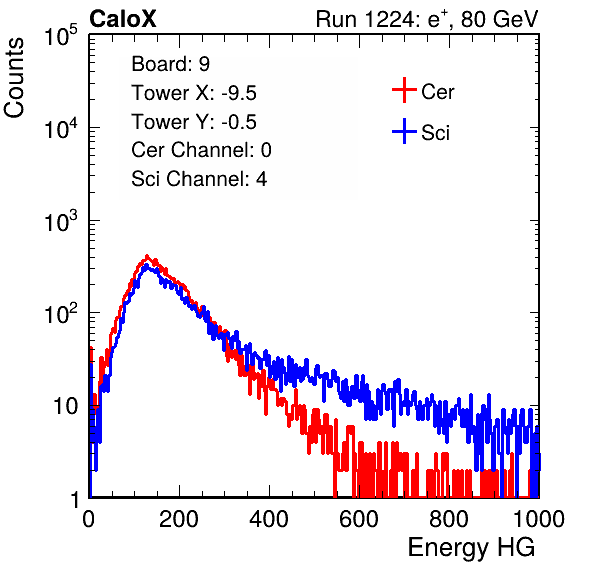 CaloX Run 1224: e⁺, 80 GeV
Counts
10⁵
10⁴
10³
10²
10
1
Board: 9
Tower X: -9.5
Tower Y: -0.5
Cer Channel: 0
Sci Channel: 4
Cer
Sci
0 200 400 600 800 1000
Energy HG